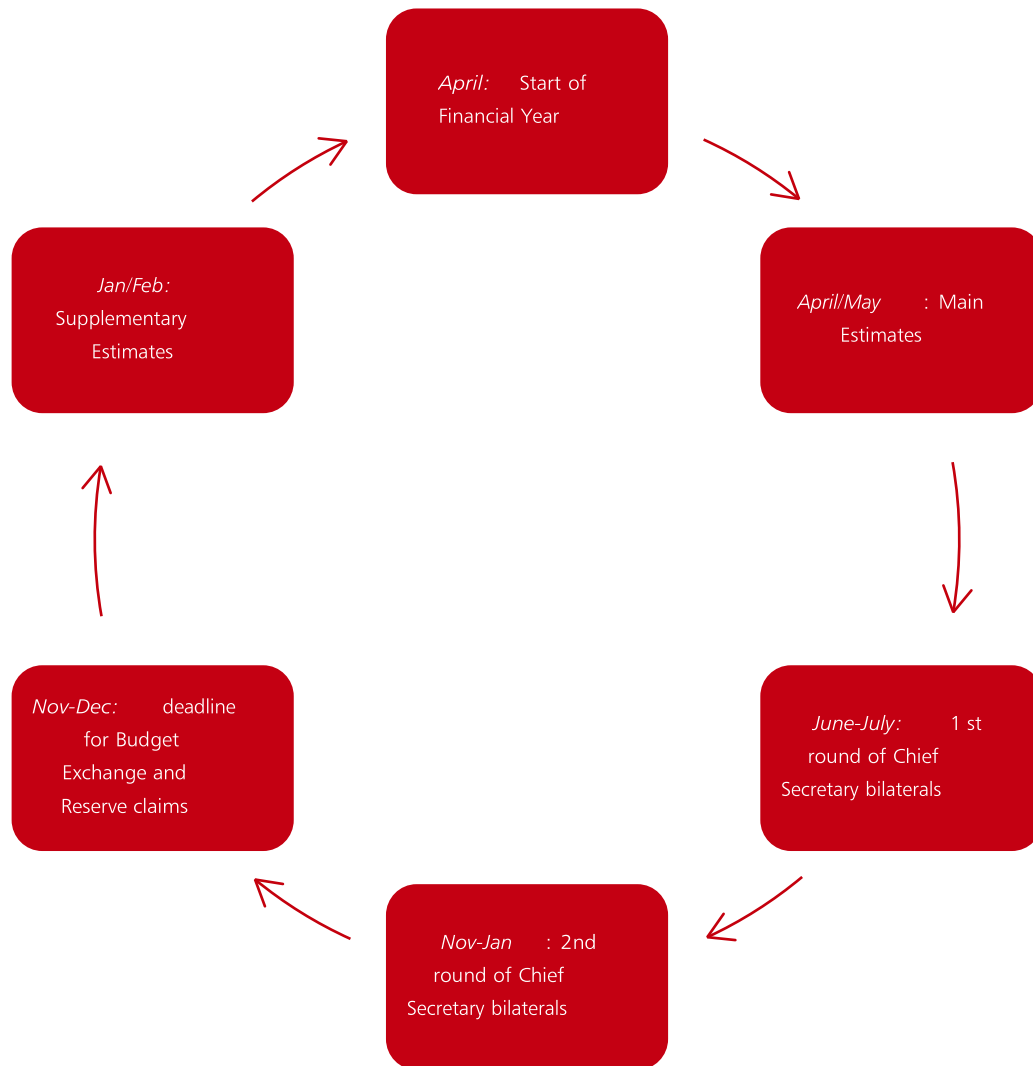 April: Start of
Financial Year
April/May : Main
Estimates
June-July: 1 st
round of Chief
Secretary bilaterals
Nov-Jan : 2nd
round of Chief
Secretary bilaterals
Nov-Dec: deadline
for Budget
Exchange and
Reserve claims
Jan/Feb:
Supplementary
Estimates